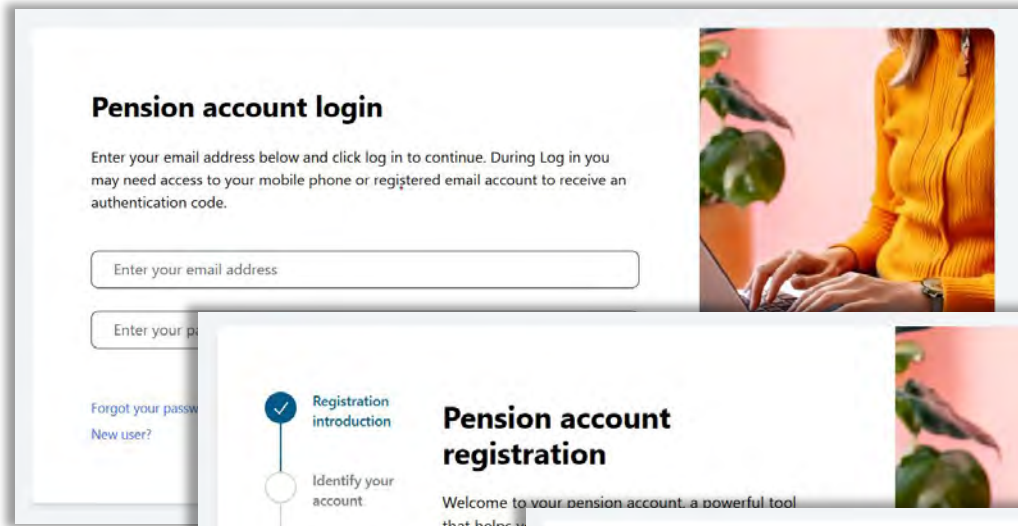 Pension account login
Enter your email address below and click log in to continue. During Log in you
may need access to your mobile phone or registered email account to receive an
authentication code.
Enter your email address
Enter your
Forgot your
New user?
Registration
introduction
Identify your
account
Pension account
registration
Welcome to your pension account, a powerful tool
that helps